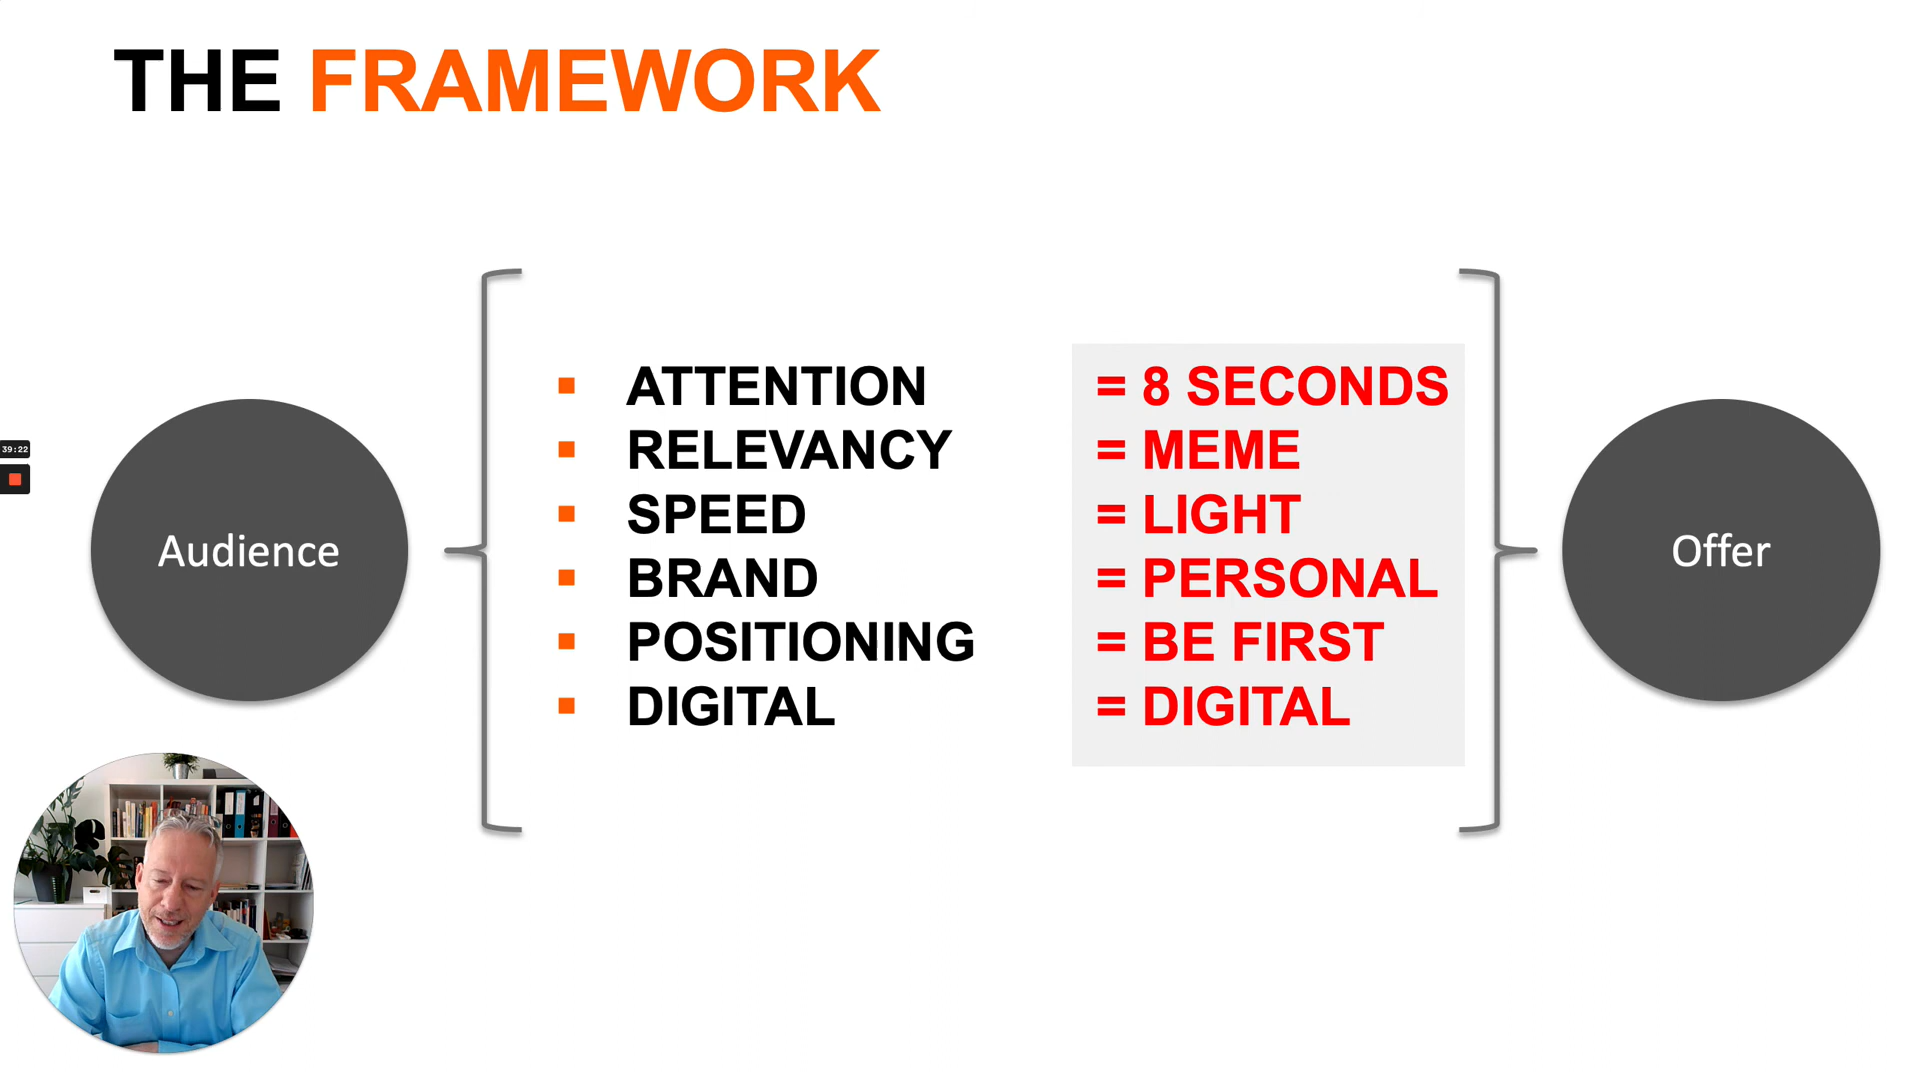 THE FRAMEWORK
ATTENTION = 8 SECONDS
RELEVANCY = MEME
SPEED = LIGHT
BRAND = PERSONAL
POSITIONING = BE FIRST
DIGITAL = DIGITAL
39:22
Audience
Offer